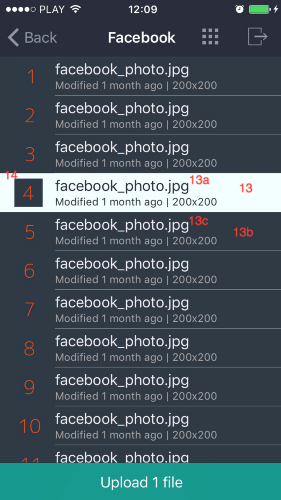 PLAY 12:09
Back Facebook
1 facebook_photo.jpg
Modified 1 month ago | 200x200
2 facebook_photo.jpg
Modified 1 month ago | 200x200
3 facebook_photo.jpg
Modified 1 month ago | 200x200
14
4 facebook_photo.jpg 13a 13
Modified 1 month ago | 200x200
5 facebook_photo.jpg 13c 13b
Modified 1 month ago | 200x200
6 facebook_photo.jpg
Modified 1 month ago | 200x200
7 facebook_photo.jpg
Modified 1 month ago | 200x200
8 facebook_photo.jpg
Modified 1 month ago | 200x200
9 facebook_photo.jpg
Modified 1 month ago | 200x200
10 facebook_photo.jpg
Modified 1 month ago | 200x200
11 facebook_photo.jpg
Upload 1 file